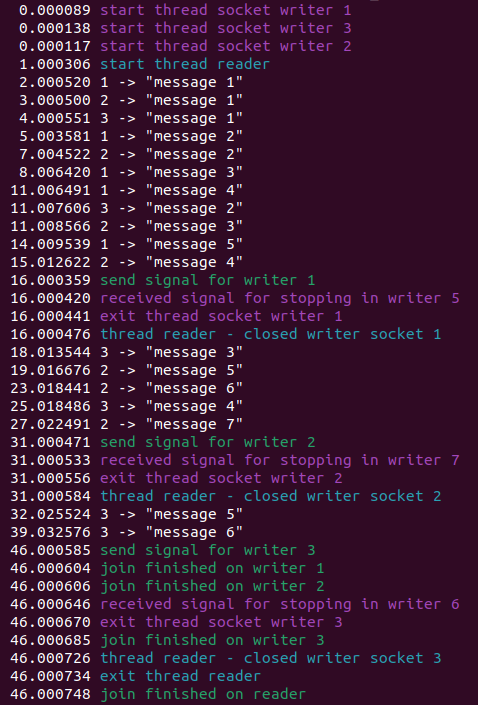 0.000089 start thread socket writer 1
0.000138 start thread socket writer 3
0.000117 start thread socket writer 2
1.000306 start thread reader
2.000520 1 -> "message 1"
3.000500 2 -> "message 1"
4.000551 3 -> "message 1"
5.003581 1 -> "message 2"
7.004522 2 -> "message 2"
8.006420 1 -> "message 3"
11.006491 1 -> "message 4"
11.007606 3 -> "message 2"
11.008566 2 -> "message 3"
14.009539 1 -> "message 5"
15.012622 2 -> "message 4"
16.000359 send signal for writer 1
16.000420 received signal for stopping in writer 5
16.000441 exit thread socket writer 1
16.000476 thread reader - closed writer socket 1
18.013544 3 -> "message 3"
19.016676 2 -> "message 5"
23.018441 2 -> "message 6"
25.018486 3 -> "message 4"
27.022491 2 -> "message 7"
31.000471 send signal for writer 2
31.000533 received signal for stopping in writer 7
31.000556 exit thread socket writer 2
31.000584 thread reader - closed writer socket 2
32.025524 3 -> "message 5"
39.032576 3 -> "message 6"
46.000585 send signal for writer 3
46.000604 join finished on writer 1
46.000606 join finished on writer 2
46.000646 received signal for stopping in writer 6
46.000670 exit thread socket writer 3
46.000685 join finished on writer 3
46.000726 thread reader - closed writer socket 3
46.000734 exit thread reader
46.000748 join finished on reader